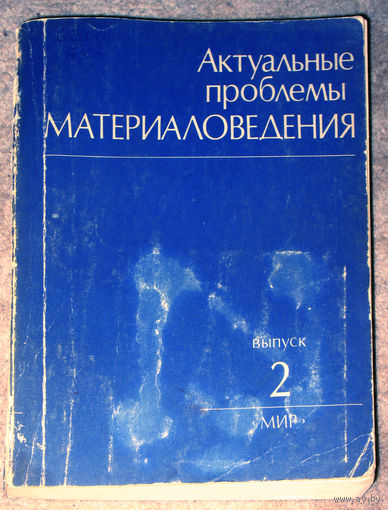 Актуальные
проблемы
МАТЕРИАЛОВЕДЕНИЯ
выпуск
2
«МИР»